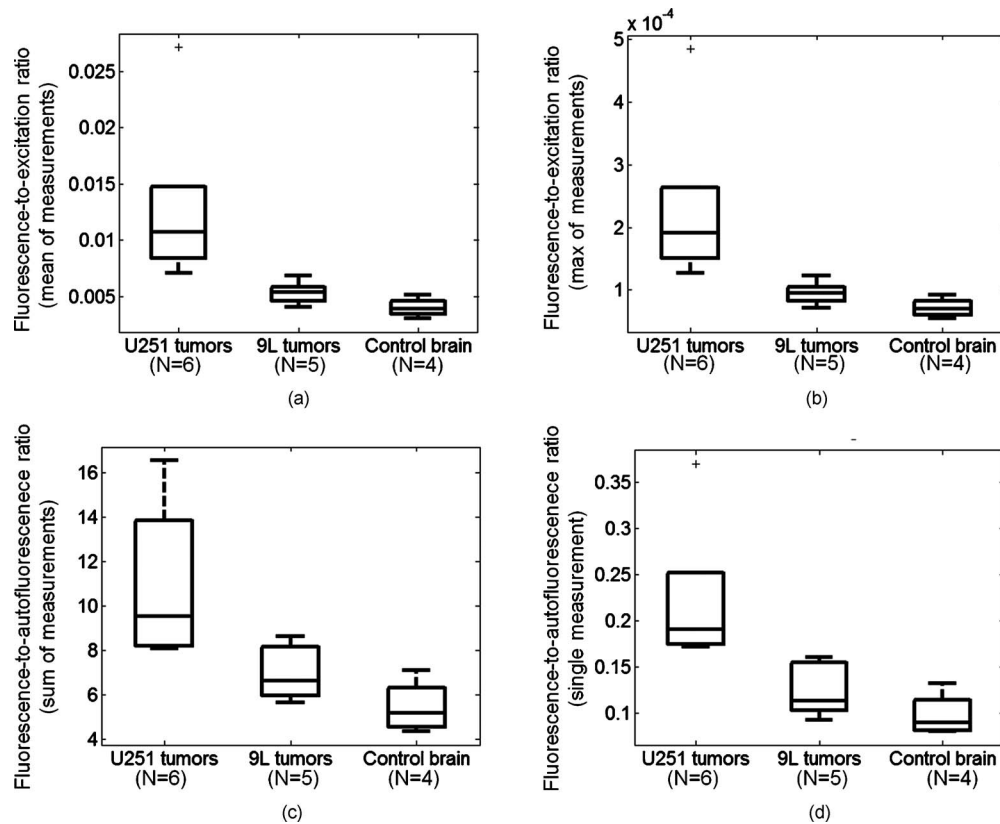 Fluorescence-to-excitation ratio
(mean of measurements)
0.025
0.02
0.015
0.01
0.005
U251 tumors
(N=6)
9L tumors
(N=5)
Control brain
(N=4)
(a)
Fluorescence-to-excitation ratio
(max of measurements)
5 x 10-4
4
3
2
1
U251 tumors
(N=6)
9L tumors
(N=5)
Control brain
(N=4)
(b)
Fluorescence-to-autofluorescenece ratio
(sum of measurements)
16
14
12
10
8
6
4
U251 tumors
(N=6)
9L tumors
(N=5)
Control brain
(N=4)
(c)
Fluorescence-to-autofluorescenece ratio
(single measurement)
0.35
0.3
0.25
0.2
0.15
0.1
U251 tumors
(N=6)
9L tumors
(N=5)
Control brain
(N=4)
(d)